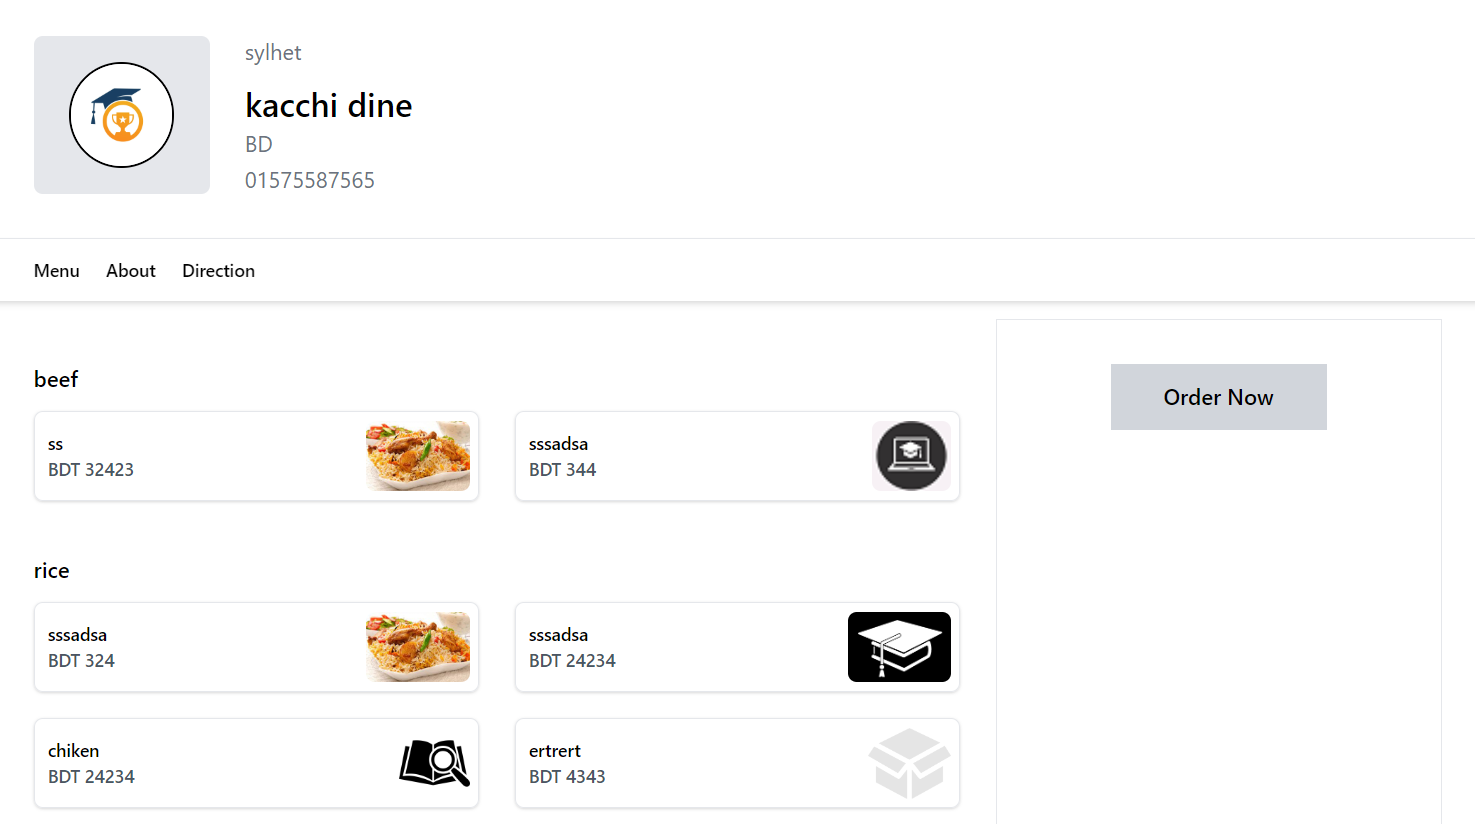 sylhet
kacchi dine
BD
01575587565
Menu About Direction
beef
ss
BDT 32423
sssadsa
BDT 344
Order Now
rice
sssadsa
BDT 324
sssadsa
BDT 24234
chiken
BDT 24234
ertrert
BDT 4343